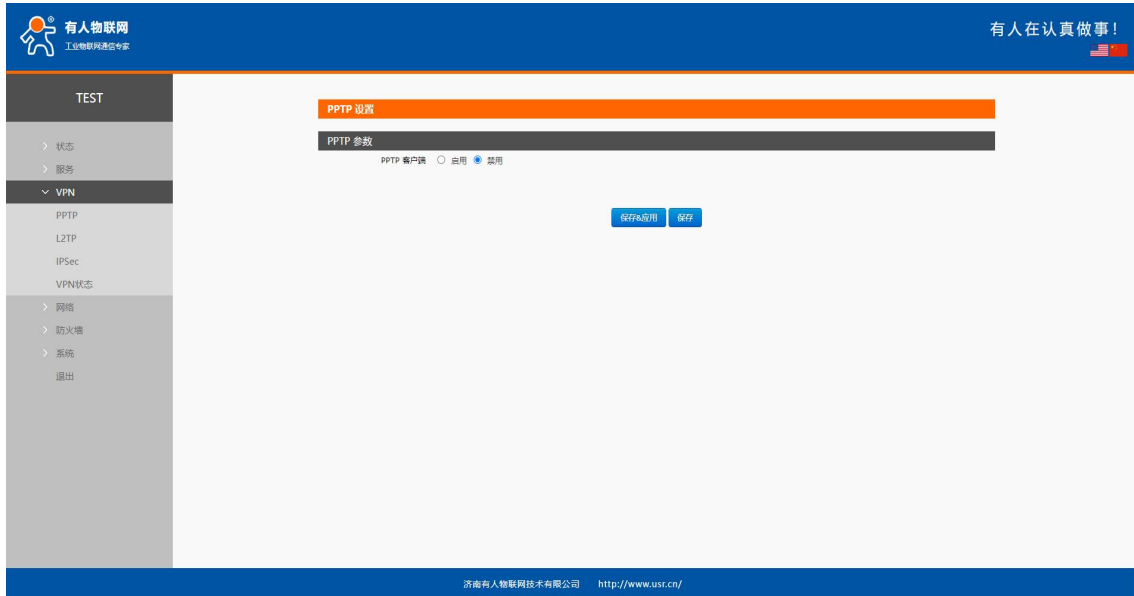 有人物联网
工业物联网通信专家
有人在认真做事!
TEST
状态
服务
VPN
PPTP
L2TP
IPSec
VPN状态
网络
防火墙
系统
退出
PPTP 设置
PPTP 参数
PPTP 客户端 启用 禁用
保存&应用 保存
济南有人物联网技术有限公司 http://www.usr.cn/